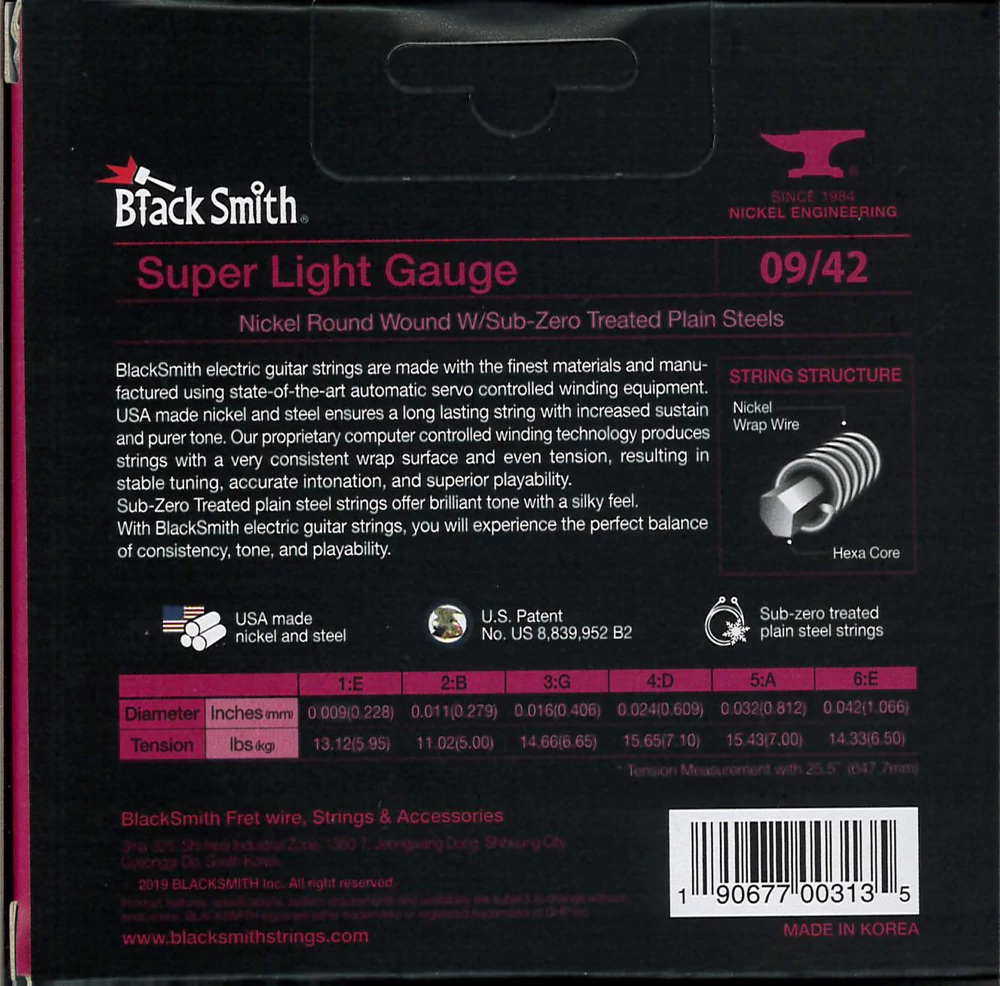 SINCE 1984
NICKEL ENGINEERING
BlackSmith®
Super Light Gauge 09/42
Nickel Round Wound W/Sub-Zero Treated Plain Steels
BlackSmith electric guitar strings are made with the finest materials and manu-
factured using state-of-the-art automatic servo controlled winding equipment.
USA made nickel and steel ensures a long lasting string with increased sustain
and purer tone. Our proprietary computer controlled winding technology produces
strings with a very consistent wrap surface and even tension, resulting in
stable tuning, accurate intonation, and superior playability.
Sub-Zero Treated plain steel strings offer brilliant tone with a silky feel.
With BlackSmith electric guitar strings, you will experience the perfect balance
of consistency, tone, and playability.
STRING STRUCTURE
Nickel
Wrap Wire
Hexa Core
USA made
nickel and steel
U.S. Patent
No. US 8,839,952 B2
Sub-zero treated
plain steel strings
1:E 2:B 3:G 4:D 5:A 6:E
Diameter Inches(mm) 0.009(0.228) 0.011(0.279) 0.016(0.406) 0.024(0.609) 0.032(0.812) 0.042(1.066)
Tension lbs(kg) 13.12(5.95) 11.02(5.00) 14.66(6.65) 15.65(7.10) 15.43(7.00) 14.33(6.50)
* Tension Measurement with 25.5" (647.7mm)
BlackSmith Fret wire, Strings & Accessories
South Korea.
2019 BLACKSMITH Inc. All right reserved.
www.blacksmithstrings.com
1 90677 00313 5
MADE IN KOREA